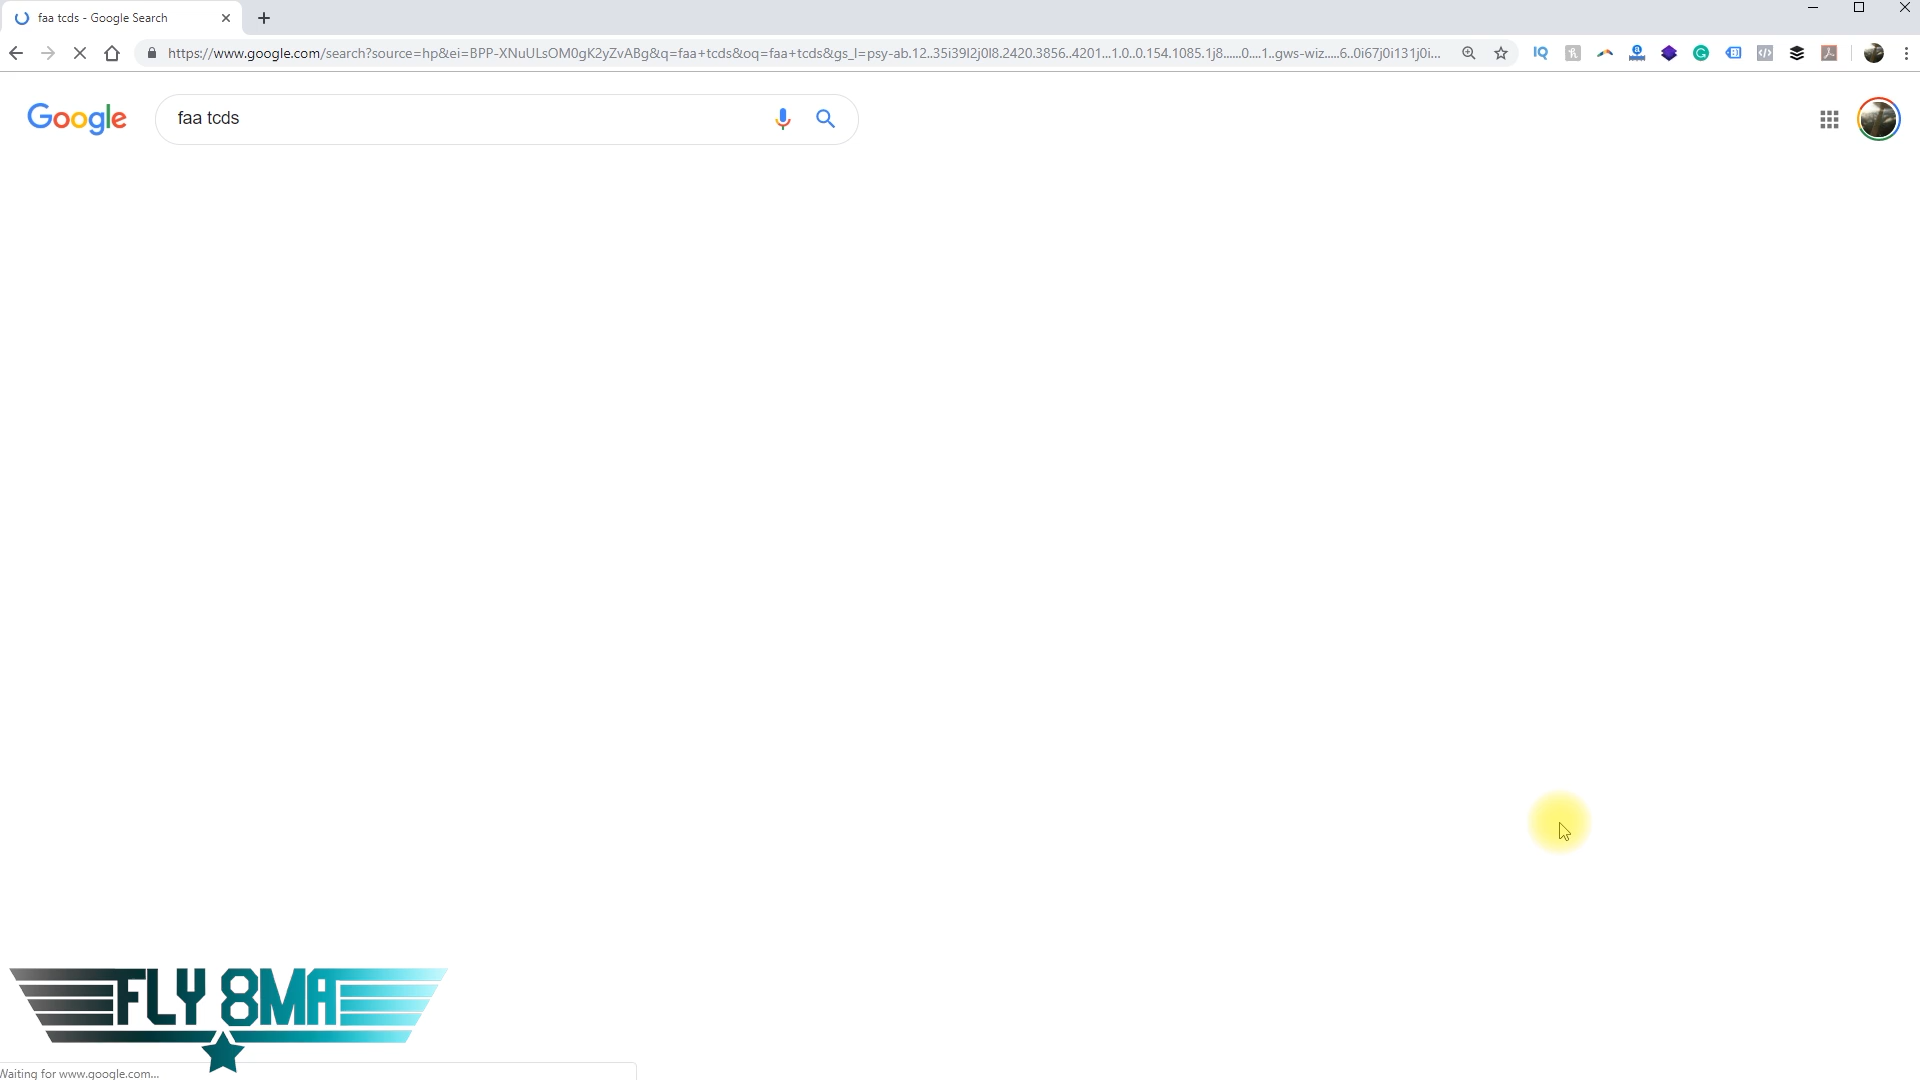 faa tcds - Google Search
https://www.google.com/search?source=hp&ei=BPP-XNuULsOM0gK2yZvABg&q=faa+tcds&oq=faa+tcds&gs_l=psy-ab.12..35i39l2j0l8.2420.3856..4201...1.0..0.154.1085.1j8......0....1..gws-wiz.....6..0i67j0i131j0i...
IQ
Google
faa tcds
FLY 8MA
Waiting for www.google.com...